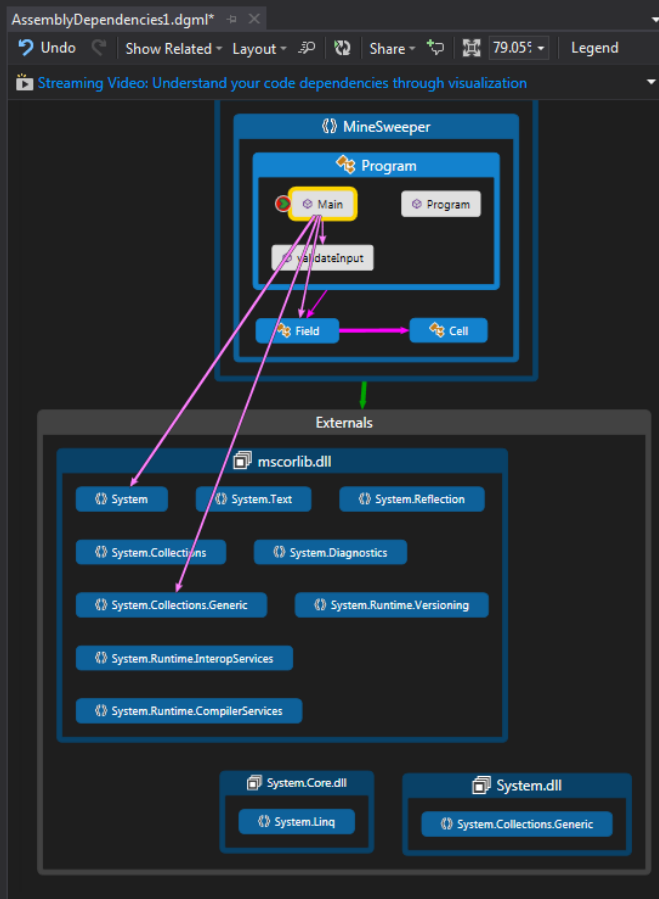 AssemblyDependencies1.dgml*
Undo Show Related Layout Share 79.05% Legend
Streaming Video: Understand your code dependencies through visualization
MineSweeper
Program
Main Program
validateInput
Field Cell
Externals
mscorlib.dll
System System.Text System.Reflection
System.Collections System.Diagnostics
System.Collections.Generic System.Runtime.Versioning
System.Runtime.InteropServices
System.Runtime.CompilerServices
System.Core.dll System.dll
System.Linq System.Collections.Generic